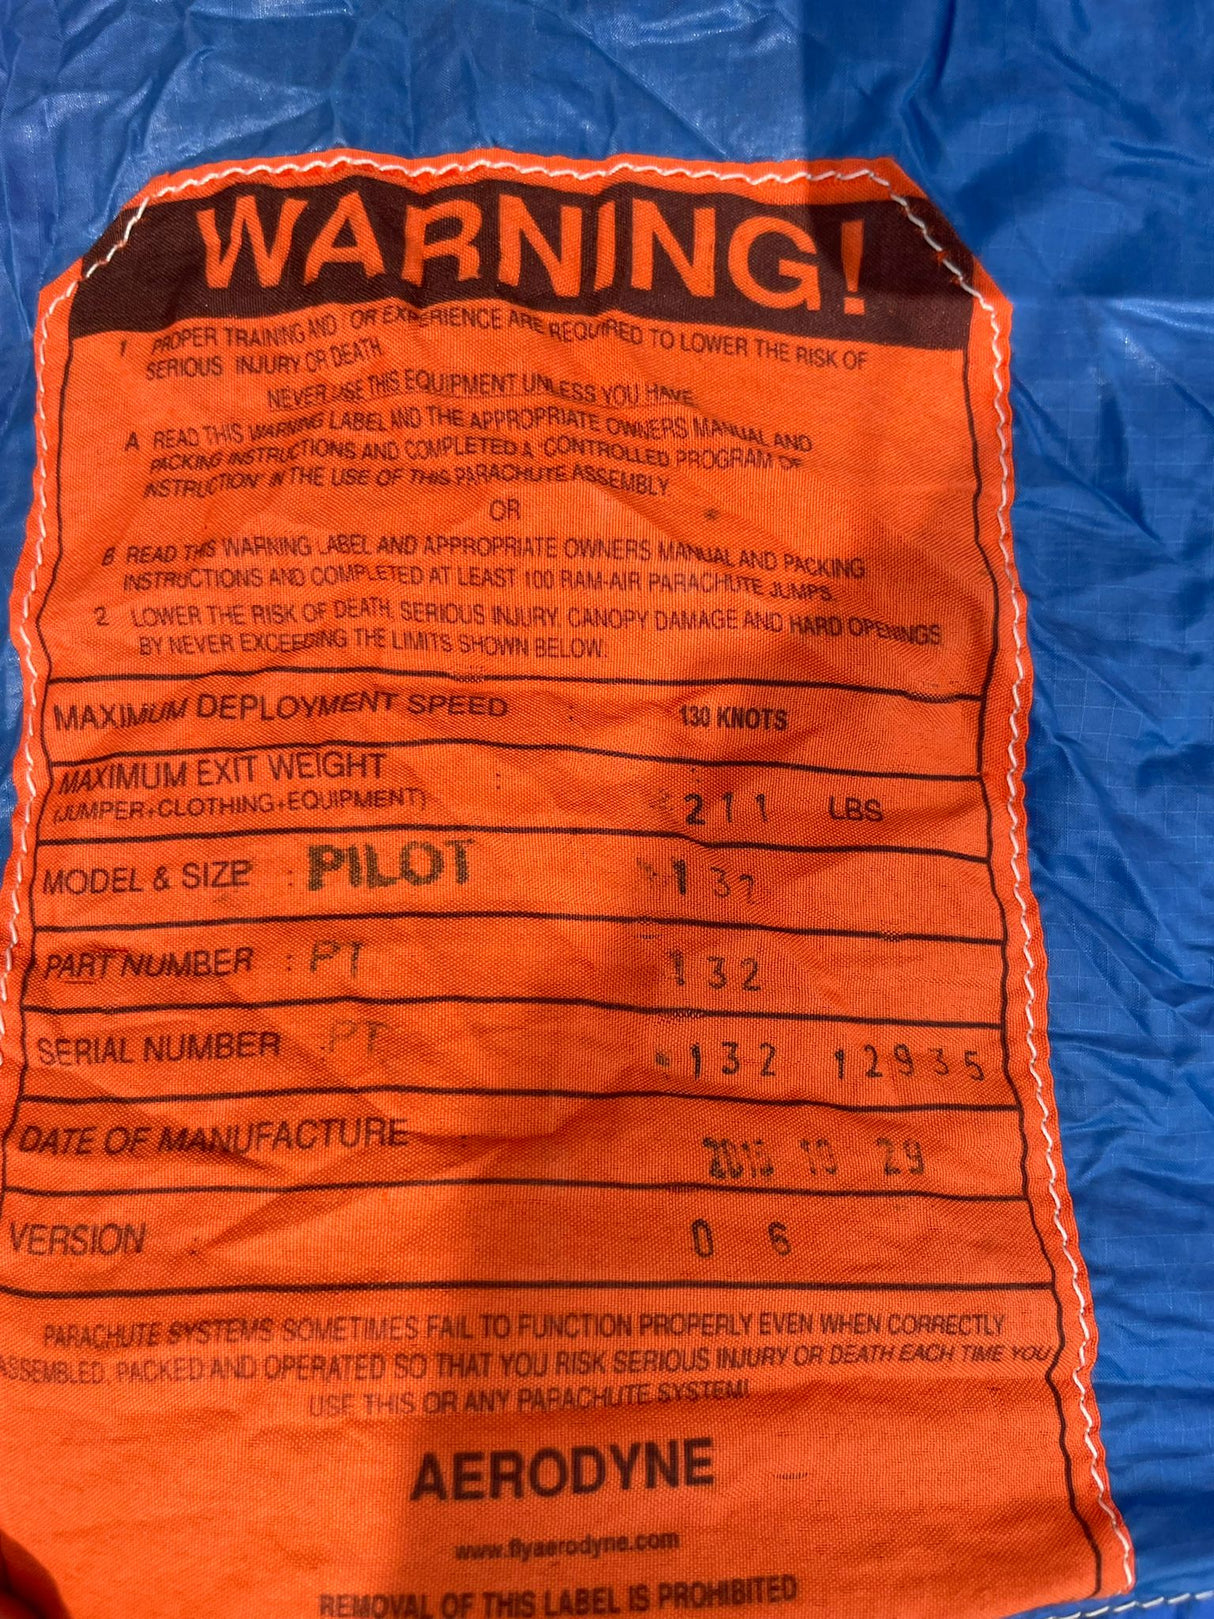 WARNING!
1 PROPER TRAINING AND OR EXPERIENCE ARE REQUIRED TO LOWER THE RISK OF
SERIOUS INJURY OR DEATH.
NEVER USE THIS EQUIPMENT UNLESS YOU HAVE
A READ THIS WARNING LABEL AND THE APPROPRIATE OWNERS MANUAL AND
PACKING INSTRUCTIONS AND COMPLETED A "CONTROLLED PROGRAM OF
INSTRUCTION" IN THE USE OF THIS PARACHUTE ASSEMBLY
OR
B READ THIS WARNING LABEL AND APPROPRIATE OWNERS MANUAL AND PACKING
INSTRUCTIONS AND COMPLETED AT LEAST 100 RAM-AIR PARACHUTE JUMPS.
2 LOWER THE RISK OF DEATH, SERIOUS INJURY, CANOPY DAMAGE AND HARD OPENINGS
BY NEVER EXCEEDING THE LIMITS SHOWN BELOW:
MAXIMUM DEPLOYMENT SPEED : 130 KNOTS
MAXIMUM EXIT WEIGHT : 211 LBS
(JUMPER+CLOTHING+EQUIPMENT)
MODEL & SIZE : PILOT 132
PART NUMBER : PT 132
SERIAL NUMBER : PT 132 12935
DATE OF MANUFACTURE : 10 29
VERSION : 0 6
PARACHUTE SYSTEMS SOMETIMES FAIL TO FUNCTION PROPERLY EVEN WHEN CORRECTLY
ASSEMBLED, PACKED AND OPERATED SO THAT YOU RISK SERIOUS INJURY OR DEATH EACH TIME YOU
USE THIS OR ANY PARACHUTE SYSTEM!
AERODYNE
www.flyaerodyne.com
REMOVAL OF THIS LABEL IS PROHIBITED